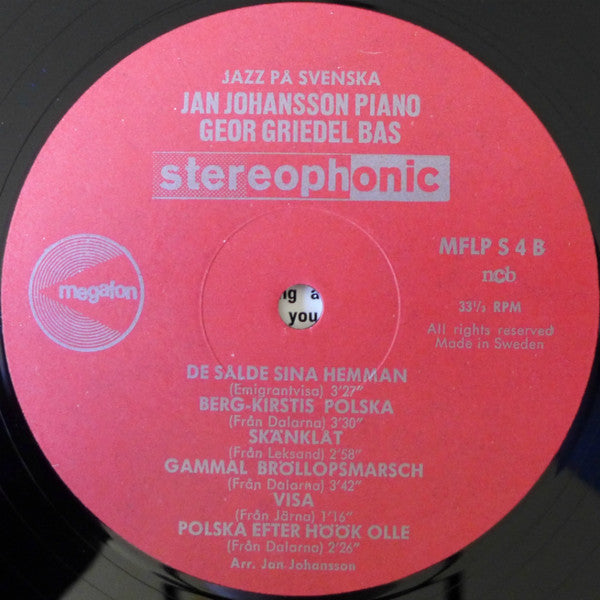 JAZZ PÅ SVENSKA
JAN JOHANSSON PIANO
GEOR GRIEDEL BAS
stereophonic
megafon
MFLP S 4 B
ncb
33⅓ RPM
All rights reserved
Made in Sweden
ng a
you
DE SÅLDE SINA HEMMAN
(Emigrantvisa) 3'27"
BERG-KIRSTIS POLSKA
(Från Dalarna) 3'30"
SKÄNKLÅT
(Från Leksand) 2'58"
GAMMAL BRÖLLOPSMARSCH
(Från Dalarna) 3'42"
VISA
(Från Järna) 1'16"
POLSKA EFTER HÖÖK OLLE
(Från Dalarna) 2'26"
Arr. Jan Johansson